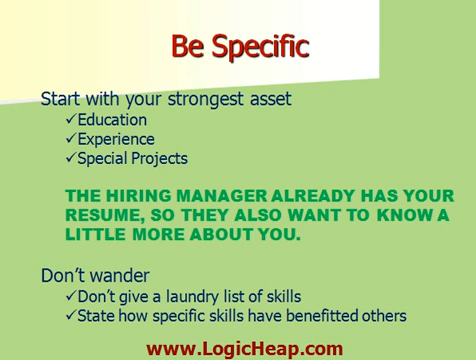 Be Specific
Start with your strongest asset
✓Education
✓Experience
✓Special Projects
THE HIRING MANAGER ALREADY HAS YOUR
RESUME, SO THEY ALSO WANT TO KNOW A
LITTLE MORE ABOUT YOU.
Don't wander
✓Don't give a laundry list of skills
✓State how specific skills have benefitted others
www.LogicHeap.com